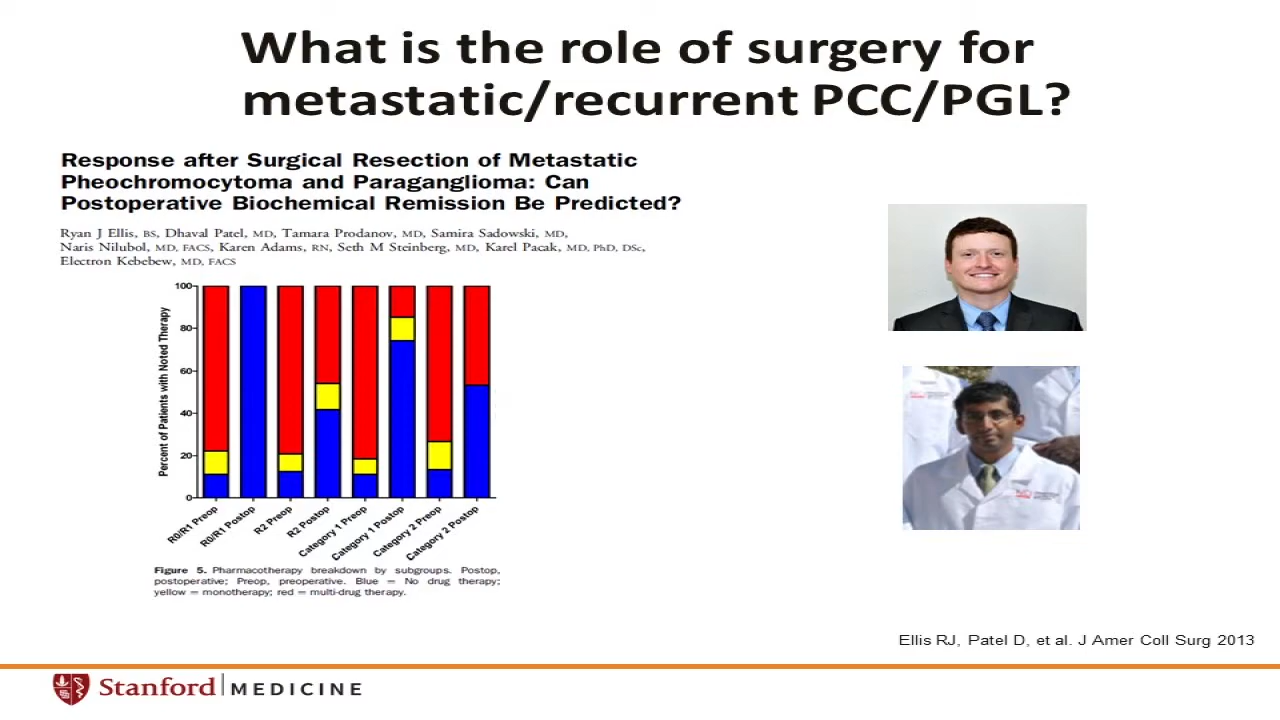 What is the role of surgery for
metastatic/recurrent PCC/PGL?
Response after Surgical Resection of Metastatic
Pheochromocytoma and Paraganglioma: Can
Postoperative Biochemical Remission Be Predicted?
Ryan J Ellis, BS, Dhaval Patel, MD, Tamara Prodanov, MD, Samira Sadowski, MD,
Naris Nilubol, MD, FACS, Karen Adams, RN, Seth M Steinberg, MD, Karel Pacak, MD, PhD, DSc,
Electron Kebebew, MD, FACS
Percent of Patients with Noted Therapy
100
80
60
40
20
0
R0/R1 Preop
R0/R1 Postop
R2 Preop
R2 Postop
Category 1 Preop
Category 1 Postop
Category 2 Preop
Category 2 Postop
Figure 5. Pharmacotherapy breakdown by subgroups. Postop,
postoperative; Preop, preoperative. Blue = No drug therapy;
yellow = monotherapy; red = multi-drug therapy.
Ellis RJ, Patel D, et al. J Amer Coll Surg 2013
Stanford MEDICINE